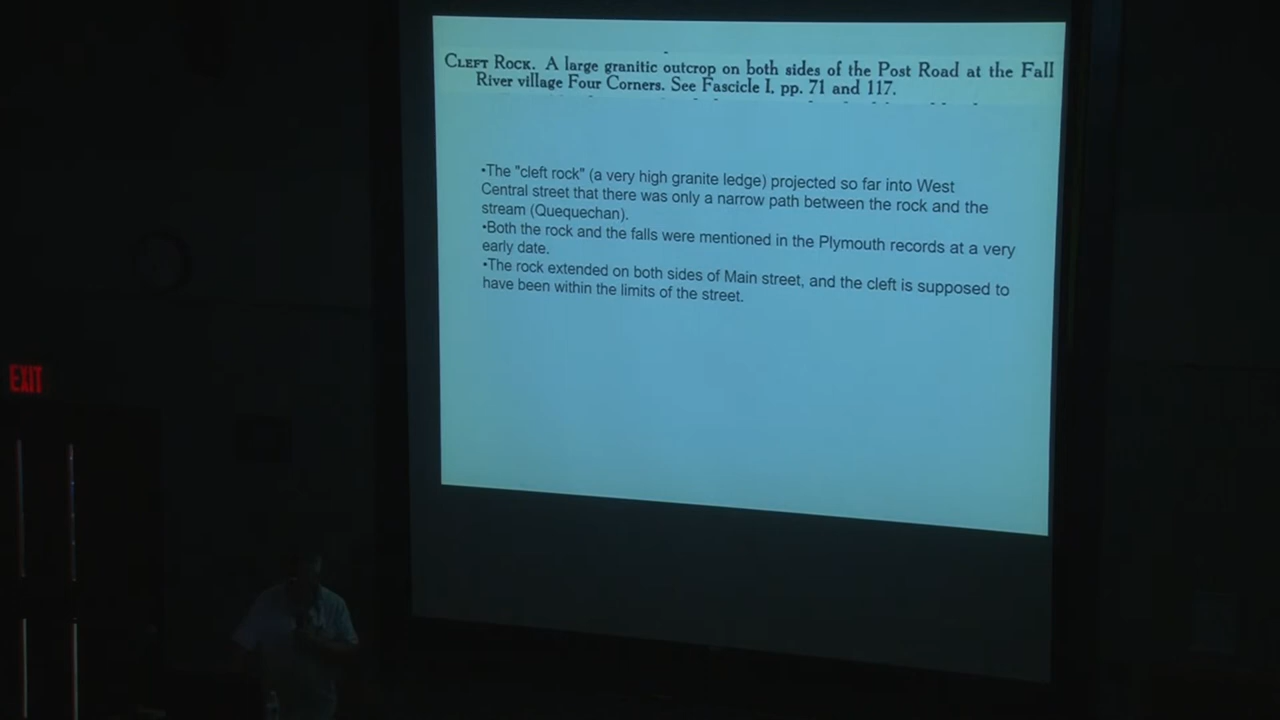 CLEFT ROCK. A large granitic outcrop on both sides of the Post Road at the Fall
River village Four Corners. See Fascicle I, pp. 71 and 117.
•The "cleft rock" (a very high granite ledge) projected so far into West
Central street that there was only a narrow path between the rock and the
stream (Quequechan).
•Both the rock and the falls were mentioned in the Plymouth records at a very
early date.
•The rock extended on both sides of Main street, and the cleft is supposed to
have been within the limits of the street.
EXIT